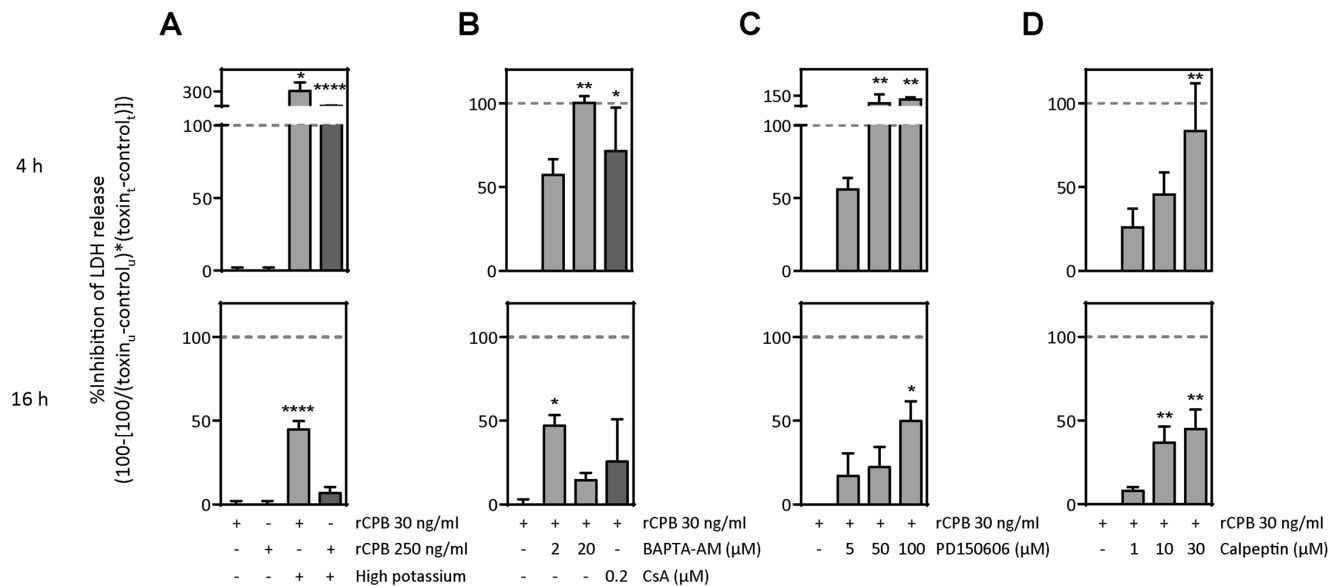 A B C D
4 h
16 h
%Inhibition of LDH release
(100-[100/(toxinu-controlu)*(toxint-controlt)])
300
100
50
0
* ****
100
50
0
** *
150
100
50
0
** **
100
50
0
**
100
50
0
****
100
50
0
*
100
50
0
*
100
50
0
** **
+ - + - rCPB 30 ng/ml
- + - + rCPB 250 ng/ml
- - + + High potassium
+ + + + rCPB 30 ng/ml
- 2 20 - BAPTA-AM (μM)
- - - 0.2 CsA (μM)
+ + + + rCPB 30 ng/ml
- 5 50 100 PD150606 (μM)
+ + + + rCPB 30 ng/ml
- 1 10 30 Calpeptin (μM)